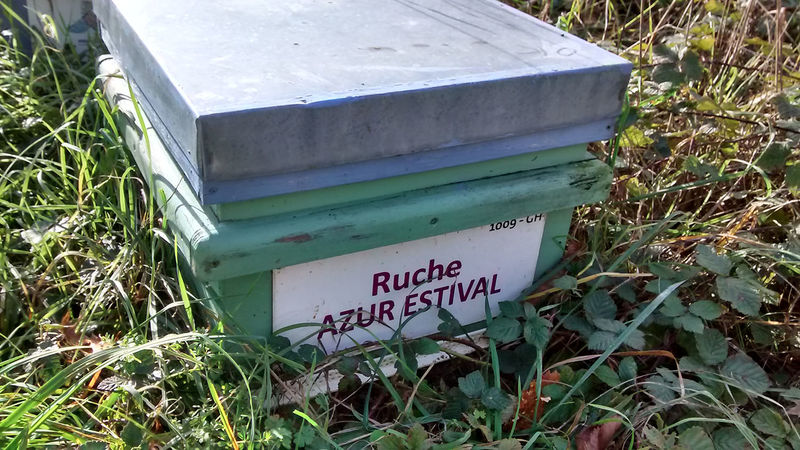 1009 - CH
Ruche
AZUR ESTIVAL